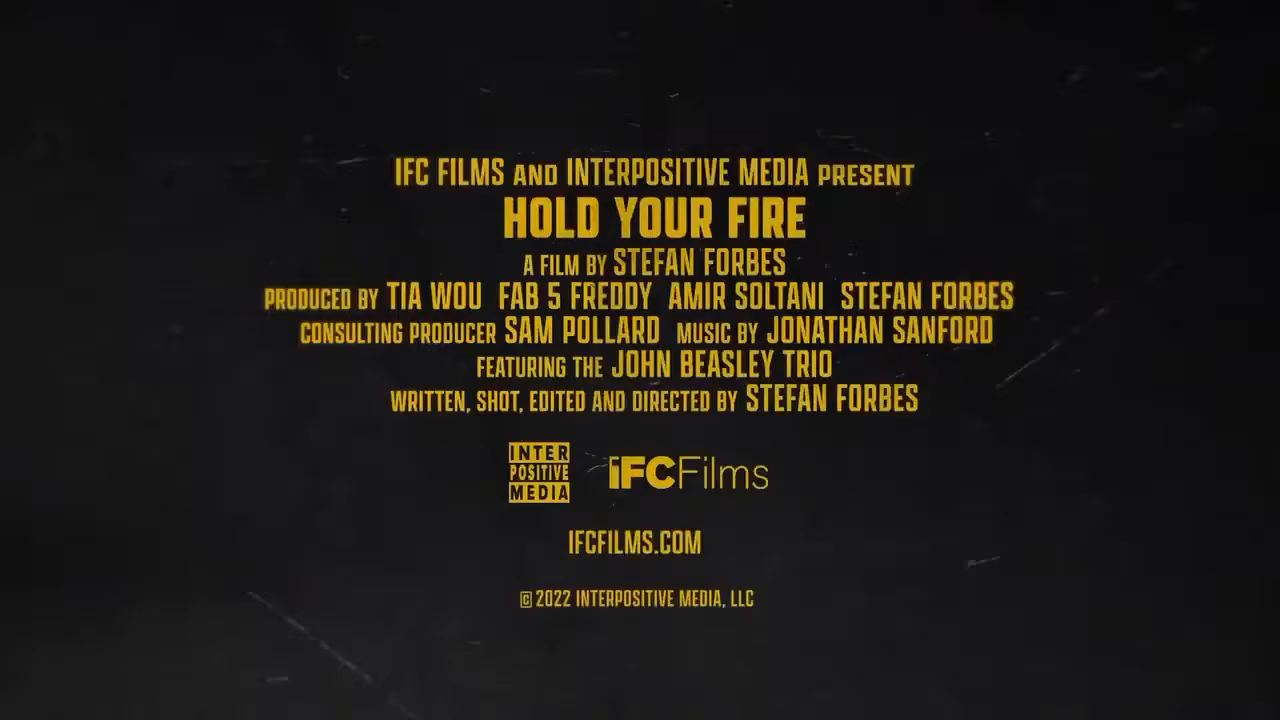 IFC FILMS AND INTERPOSITIVE MEDIA PRESENT
HOLD YOUR FIRE
A FILM BY STEFAN FORBES
PRODUCED BY TIA WOU FAB 5 FREDDY AMIR SOLTANI STEFAN FORBES
CONSULTING PRODUCER SAM POLLARD MUSIC BY JONATHAN SANFORD
FEATURING THE JOHN BEASLEY TRIO
WRITTEN, SHOT, EDITED AND DIRECTED BY STEFAN FORBES
INTER
POSITIVE
MEDIA
IFC Films
IFCFILMS.COM
© 2022 INTERPOSITIVE MEDIA, LLC